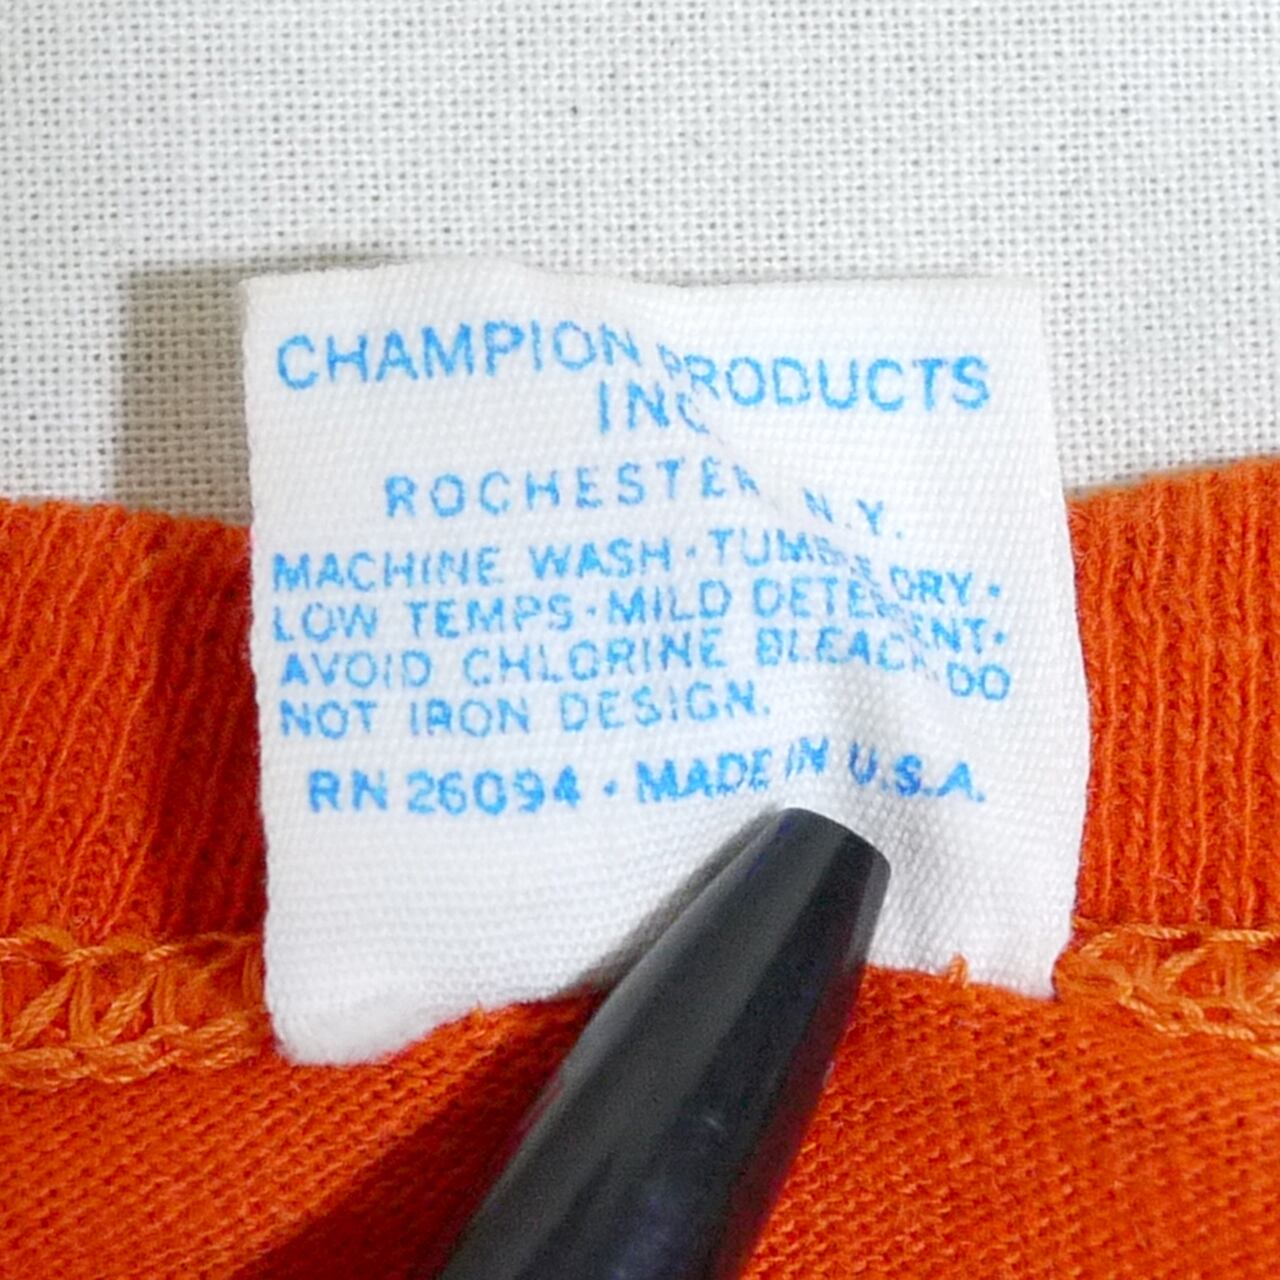 CHAMPION PRODUCTS
INC
ROCHESTER N.Y.
MACHINE WASH · TUMBLE DRY ·
LOW TEMPS · MILD DETERGENT ·
AVOID CHLORINE BLEACH. DO
NOT IRON DESIGN.
RN 26094 · MADE IN U.S.A.